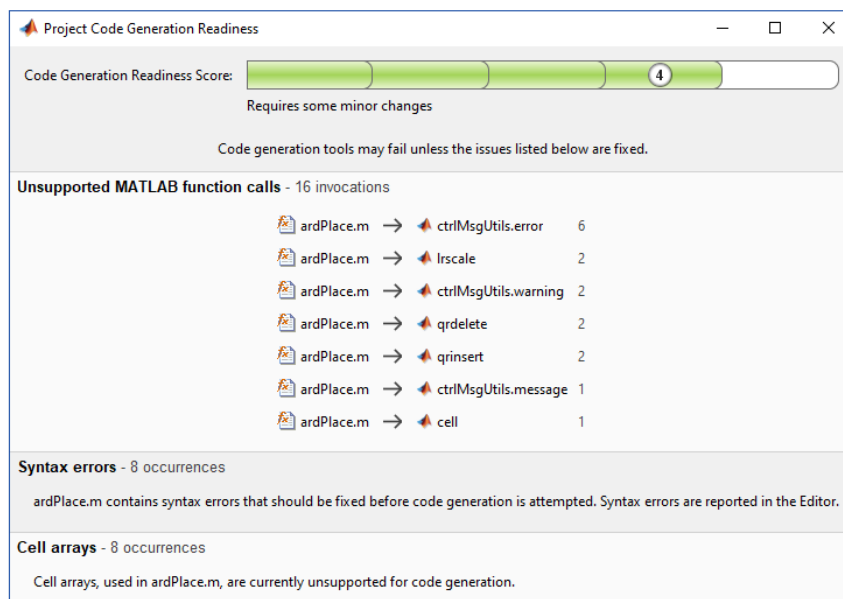 Project Code Generation Readiness
Code Generation Readiness Score: 4
Requires some minor changes
Code generation tools may fail unless the issues listed below are fixed.
Unsupported MATLAB function calls - 16 invocations
ardPlace.m → ctrlMsgUtils.error 6
ardPlace.m → lrscale 2
ardPlace.m → ctrlMsgUtils.warning 2
ardPlace.m → qrdelete 2
ardPlace.m → qrinsert 2
ardPlace.m → ctrlMsgUtils.message 1
ardPlace.m → cell 1
Syntax errors - 8 occurrences
ardPlace.m contains syntax errors that should be fixed before code generation is attempted. Syntax errors are reported in the Editor.
Cell arrays - 8 occurrences
Cell arrays, used in ardPlace.m, are currently unsupported for code generation.